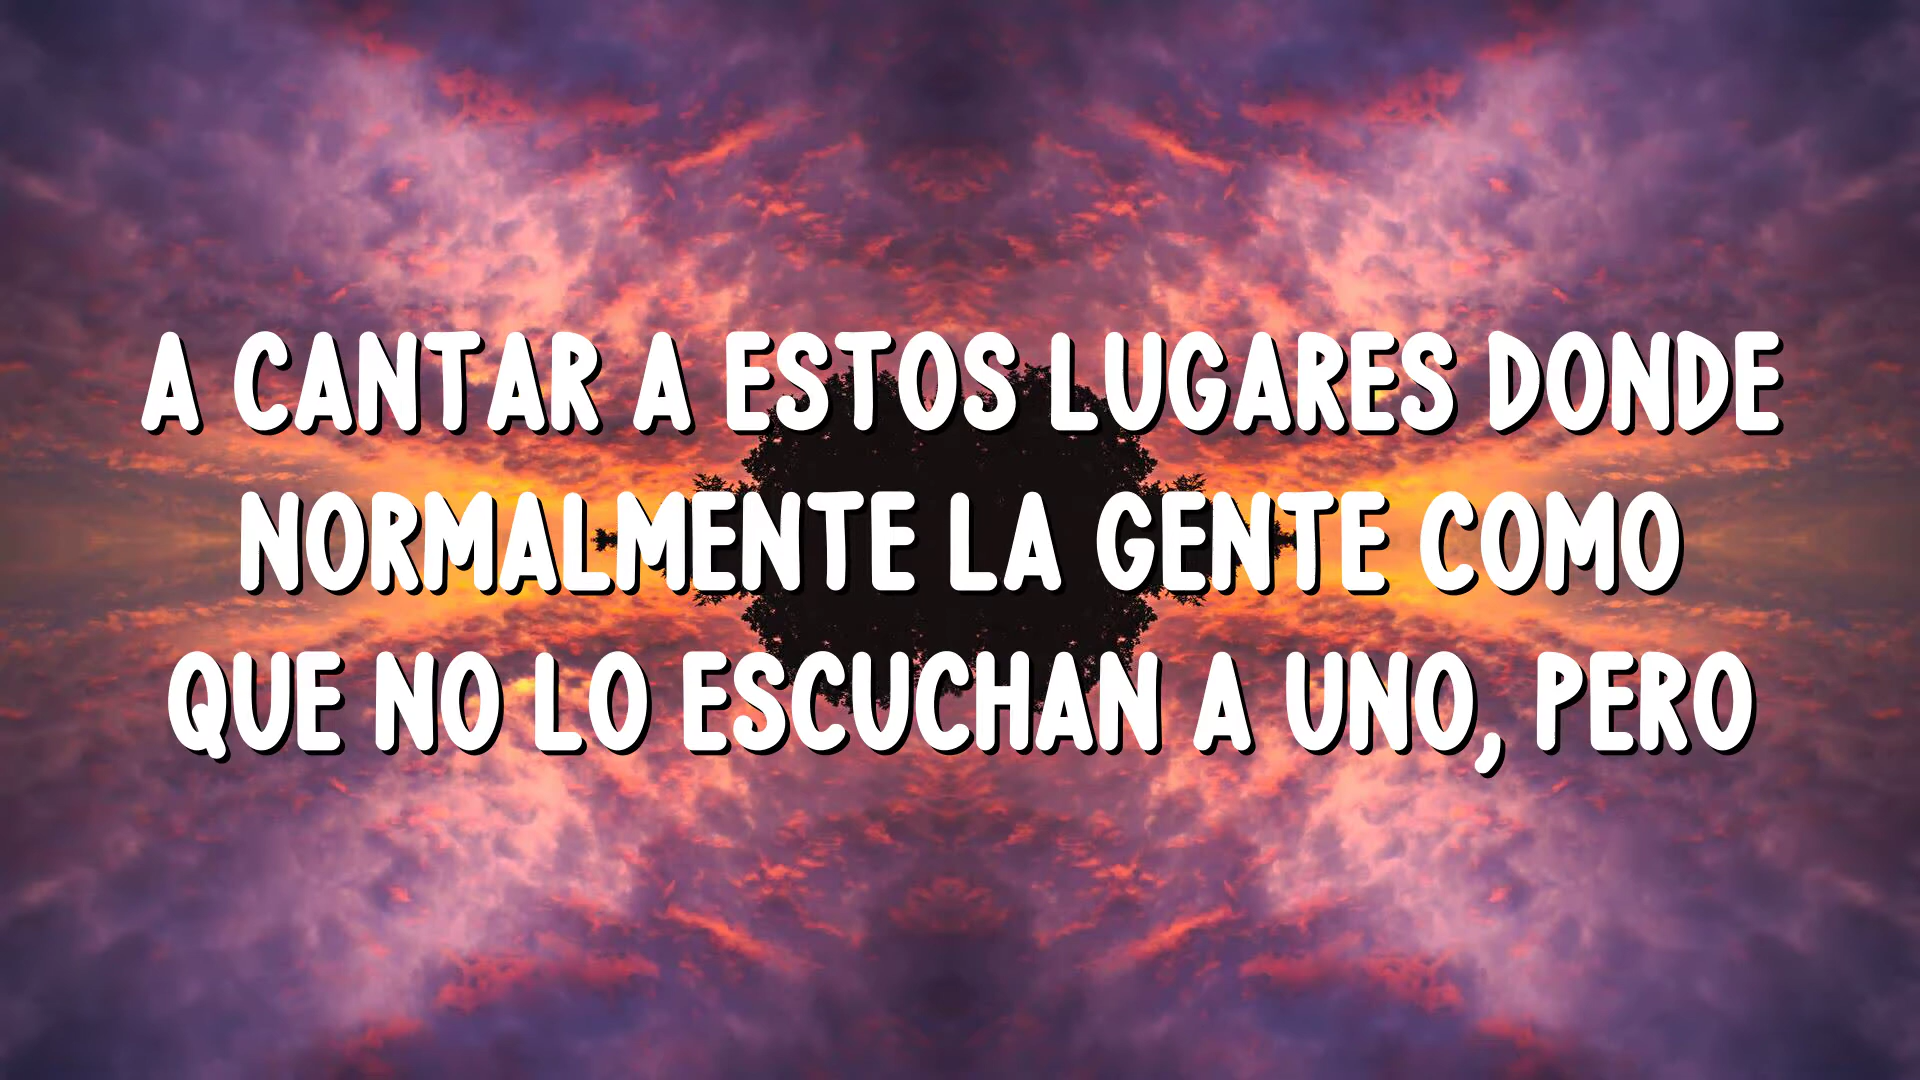 A CANTAR A ESTOS LUGARES DONDE
NORMALMENTE LA GENTE COMO
QUE NO LO ESCUCHAN A UNO, PERO